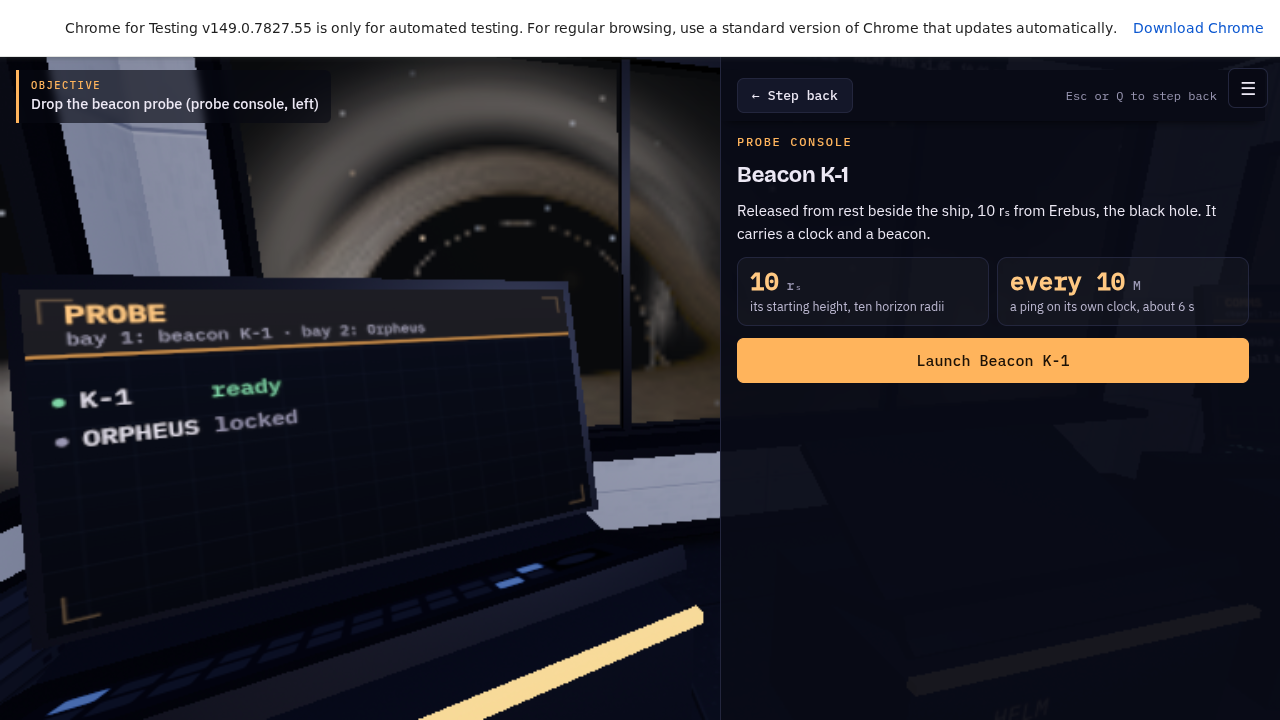 Chrome for Testing v149.0.7827.55 is only for automated testing. For regular browsing, use a standard version of Chrome that updates automatically. Download Chrome
OBJECTIVE
Drop the beacon probe (probe console, left)
← Step back
Esc or Q to step back
☰
PROBE CONSOLE
Beacon K-1
Released from rest beside the ship, 10 rₛ from Erebus, the black hole. It
carries a clock and a beacon.
10 rₛ
its starting height, ten horizon radii
every 10 M
a ping on its own clock, about 6 s
Launch Beacon K-1
PROBE
bay 1: beacon K-1 · bay 2: Orpheus
K-1 ready
ORPHEUS locked
HELM